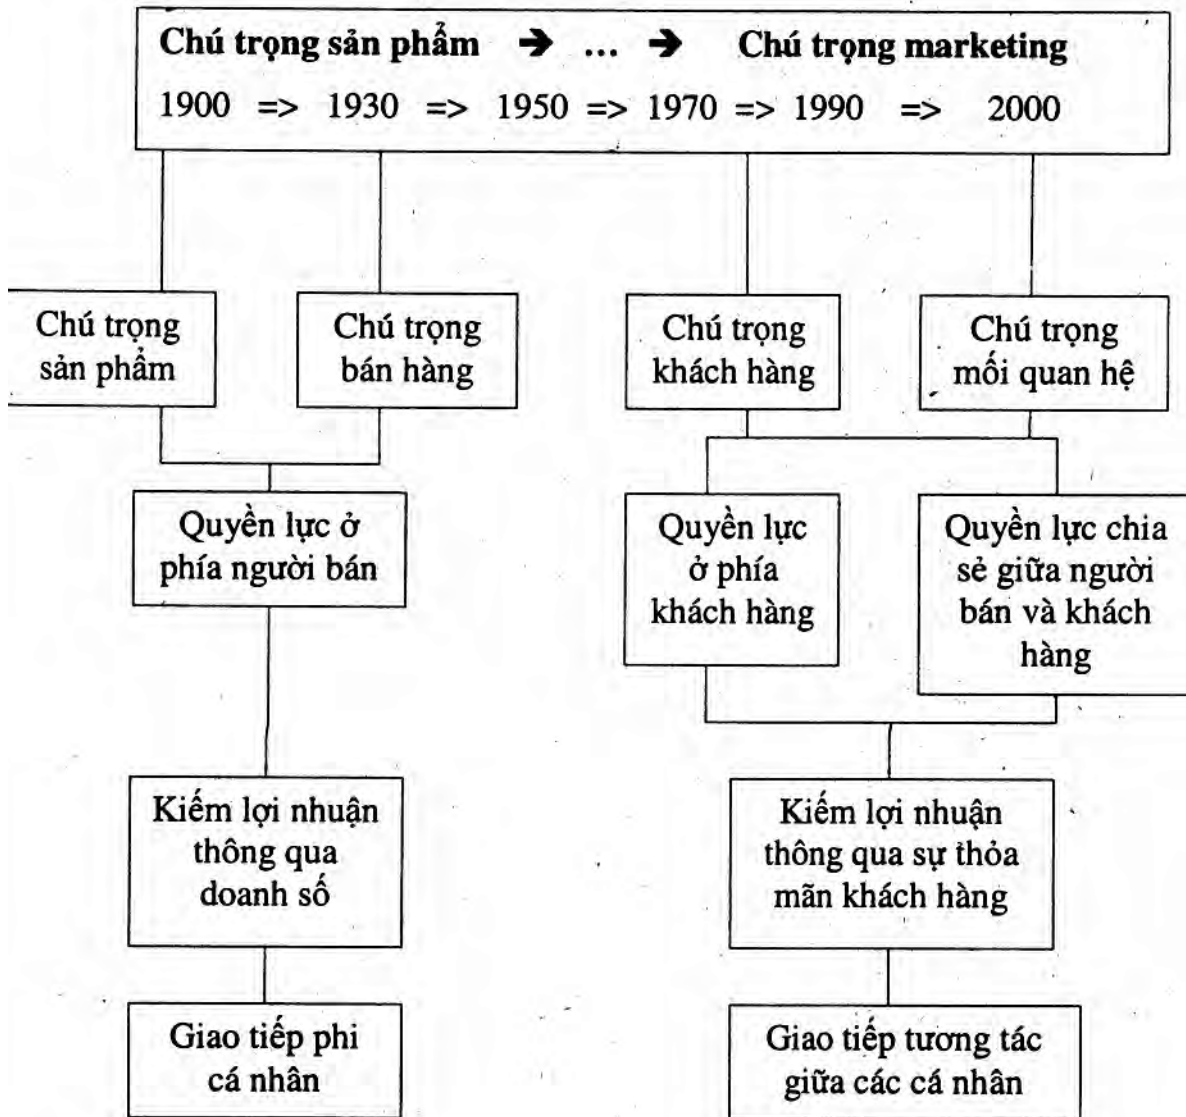 Chú trọng sản phẩm ➔ ... ➔ Chú trọng marketing
1900 => 1930 => 1950 => 1970 => 1990 => 2000
Chú trọng
sản phẩm
Chú trọng
bán hàng
Chú trọng
khách hàng
Chú trọng
mối quan hệ
Quyền lực ở
phía người bán
Quyền lực
ở phía
khách hàng
Quyền lực chia
sẻ giữa người
bán và khách
hàng
Kiếm lợi nhuận
thông qua
doanh số
Kiếm lợi nhuận
thông qua sự thỏa
mãn khách hàng
Giao tiếp phi
cá nhân
Giao tiếp tương tác
giữa các cá nhân